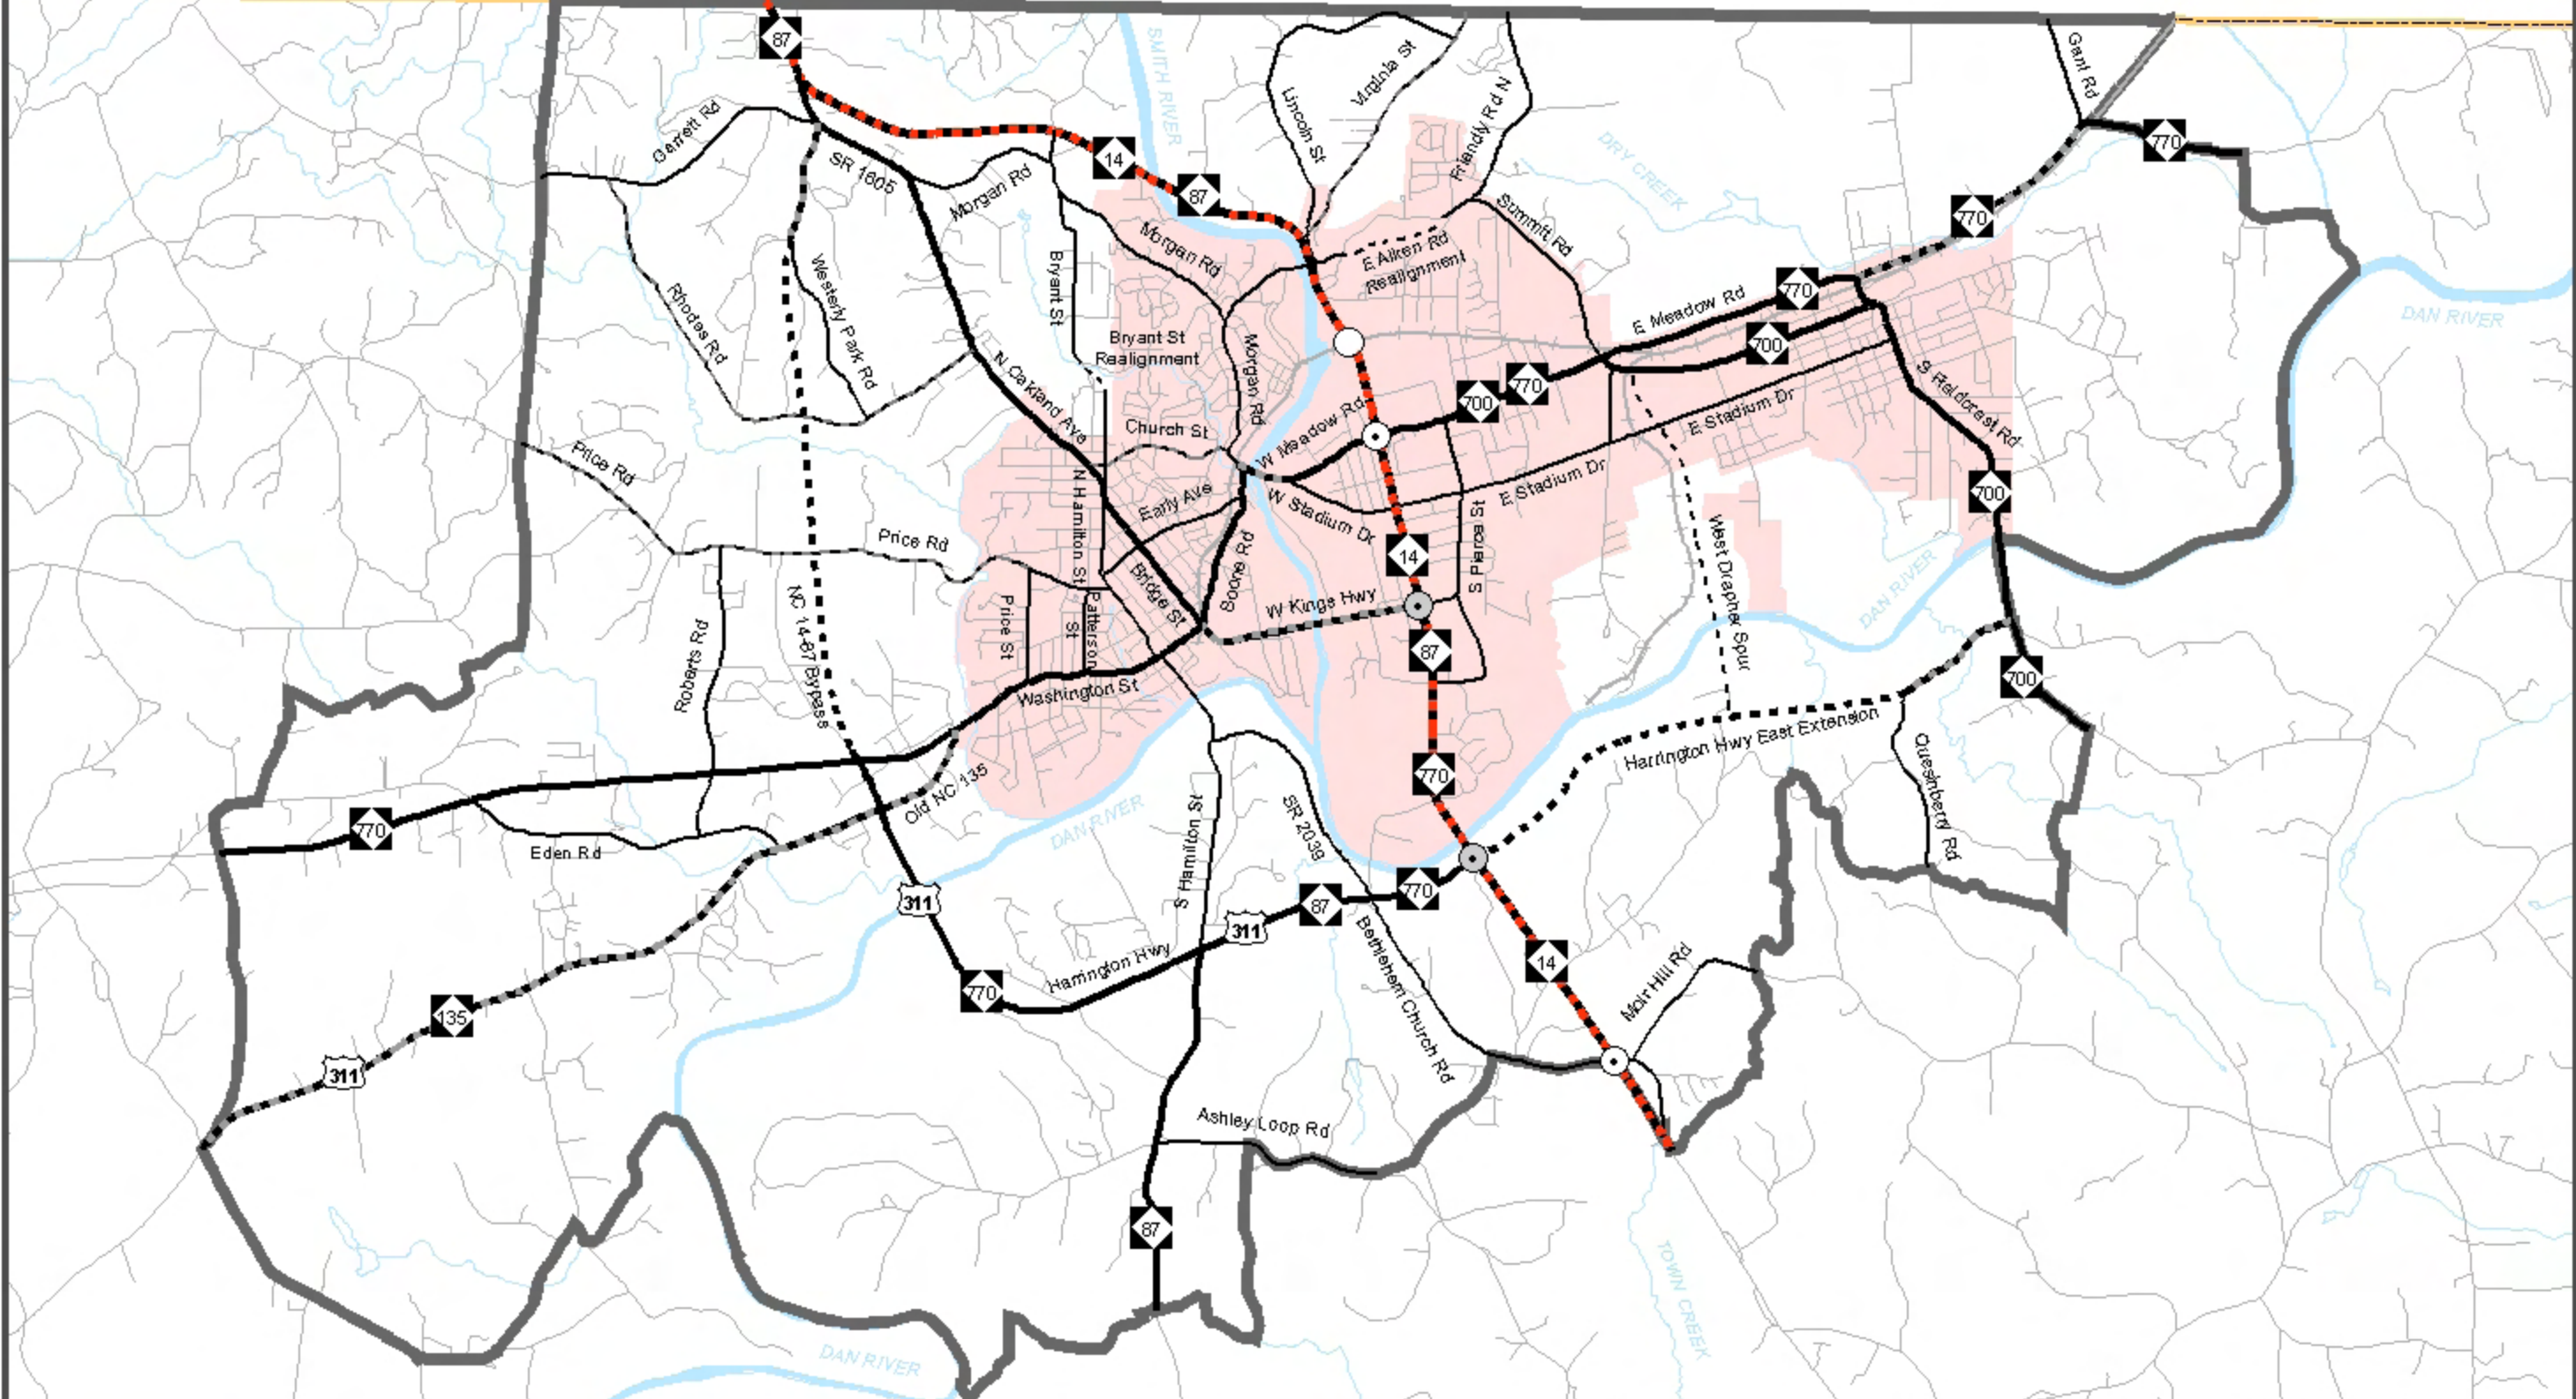 87
SMITH RIVER
Lincoln St
Virginia St
Friendly Rd N
Gant Rd
770
Garrett Rd
SR 1605
14
Morgan Rd
87
DRY CREEK
Summit Rd
770
Morgan Rd
E Aiken Rd
Realignment
Bryant St
Westerly Park Rd
Rhodes Rd
770
E Meadow Rd
700
DAN RIVER
Bryant St
Realignment
Morgan Rd
N Oakland Ave
700
770
S Fieldcrest Rd
E Stadium Dr
W Meadow Rd
Church St
Price Rd
N Hamilton St
Early Ave
W Stadium Dr
E Stadium Dr
700
Price Rd
14
S Pierce St
West Draper Spur
DAN RIVER
NC 14-87 Bypass
Bridge St
Boone Rd
W Kings Hwy
Price St
Patterson
St
Roberts Rd
87
700
Washington St
Harrington Hwy East Extension
Quesinberry Rd
770
Old NC 135
DAN RIVER
S Hamilton St
SR 2039
770
Eden Rd
311
87
770
311
Harrington Hwy
770
14
Bethlehem Church Rd
Moir Hill Rd
135
311
Ashley Loop Rd
87
TOWN CREEK
DAN RIVER